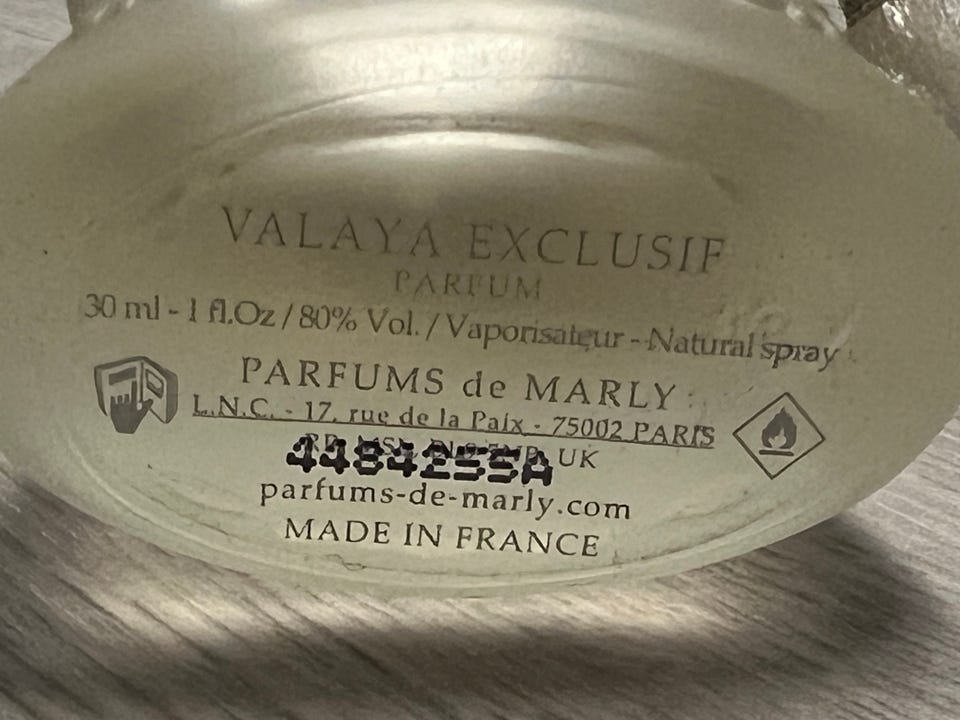 VALAYA EXCLUSIF
PARFUM
30 ml - 1 fl.Oz / 80% Vol. / Vaporisateur - Natural spray
PARFUMS de MARLY
L.N.C. - 17, rue de la Paix - 75002 PARIS
UK
4484255A
parfums-de-marly.com
MADE IN FRANCE